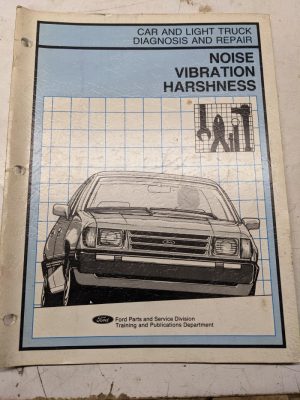 CAR AND LIGHT TRUCK
DIAGNOSIS AND REPAIR
NOISE
VIBRATION
HARSHNESS
Ford
Ford Parts and Service Division
Training and Publications Department